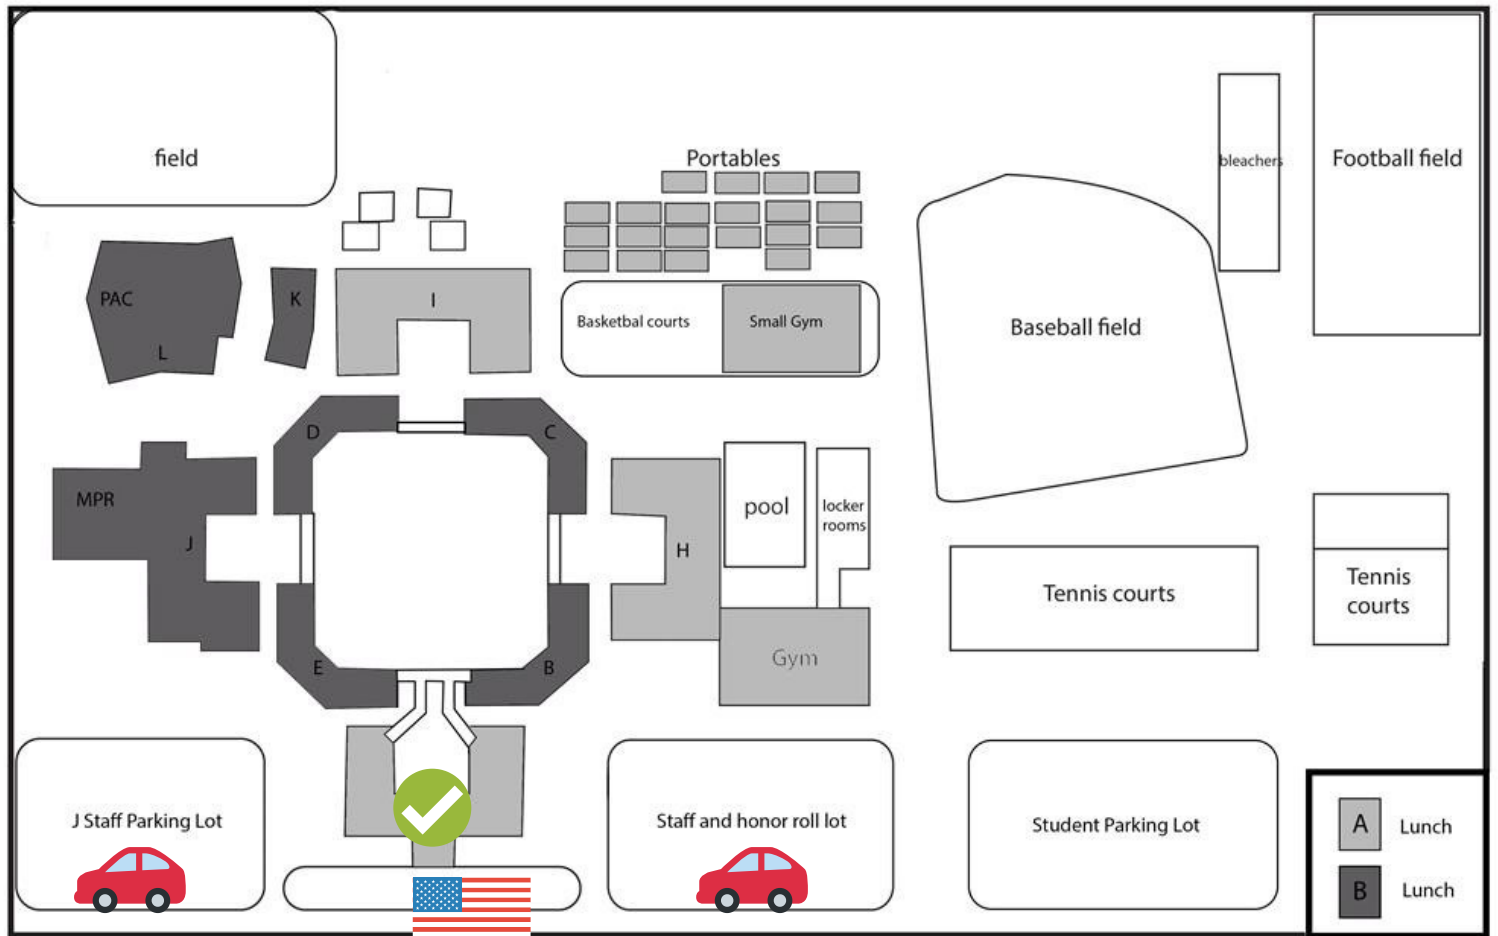 field
Portables
bleachers
Football field
PAC
K
I
L
Basketbal courts
Small Gym
Baseball field
D
C
MPR
J
H
pool
locker
rooms
Tennis courts
Tennis
courts
E
B
Gym
J Staff Parking Lot
Staff and honor roll lot
Student Parking Lot
A Lunch
B Lunch